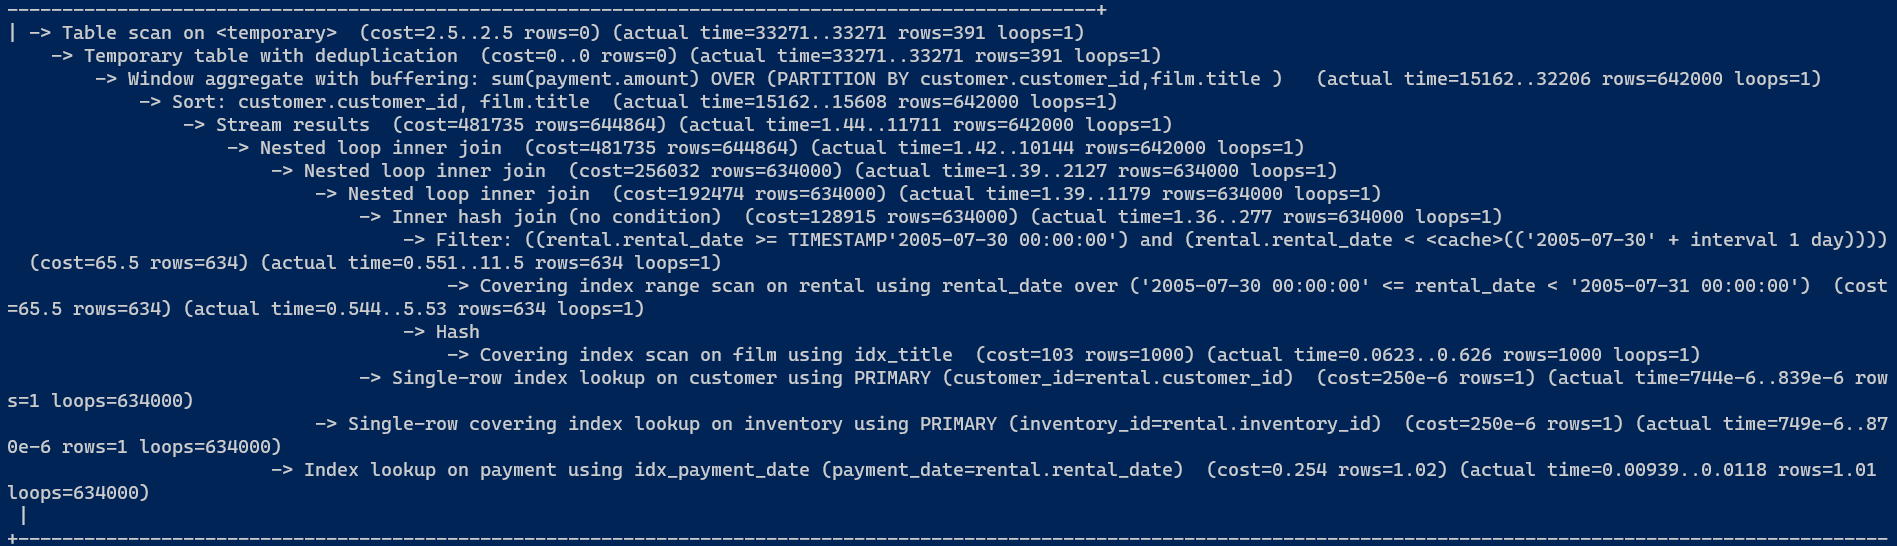 --------------------------------------------------------------------------------------------------+
| -> Table scan on <temporary>  (cost=2.5..2.5 rows=0) (actual time=33271..33271 rows=391 loops=1)
    -> Temporary table with deduplication  (cost=0..0 rows=0) (actual time=33271..33271 rows=391 loops=1)
        -> Window aggregate with buffering: sum(payment.amount) OVER (PARTITION BY customer.customer_id,film.title )   (actual time=15162..32206 rows=642000 loops=1)
            -> Sort: customer.customer_id, film.title  (actual time=15162..15608 rows=642000 loops=1)
                -> Stream results  (cost=481735 rows=644864) (actual time=1.44..11711 rows=642000 loops=1)
                    -> Nested loop inner join  (cost=481735 rows=644864) (actual time=1.42..10144 rows=642000 loops=1)
                        -> Nested loop inner join  (cost=256032 rows=634000) (actual time=1.39..2127 rows=634000 loops=1)
                            -> Nested loop inner join  (cost=192474 rows=634000) (actual time=1.39..1179 rows=634000 loops=1)
                                -> Inner hash join (no condition)  (cost=128915 rows=634000) (actual time=1.36..277 rows=634000 loops=1)
                                    -> Filter: ((rental.rental_date >= TIMESTAMP'2005-07-30 00:00:00') and (rental.rental_date < <cache>(('2005-07-30' + interval 1 day))))
  (cost=65.5 rows=634) (actual time=0.551..11.5 rows=634 loops=1)
                                        -> Covering index range scan on rental using rental_date over ('2005-07-30 00:00:00' <= rental_date < '2005-07-31 00:00:00')  (cost
=65.5 rows=634) (actual time=0.544..5.53 rows=634 loops=1)
                                    -> Hash
                                        -> Covering index scan on film using idx_title  (cost=103 rows=1000) (actual time=0.0623..0.626 rows=1000 loops=1)
                                -> Single-row index lookup on customer using PRIMARY (customer_id=rental.customer_id)  (cost=250e-6 rows=1) (actual time=744e-6..839e-6 row
s=1 loops=634000)
                            -> Single-row covering index lookup on inventory using PRIMARY (inventory_id=rental.inventory_id)  (cost=250e-6 rows=1) (actual time=749e-6..87
0e-6 rows=1 loops=634000)
                        -> Index lookup on payment using idx_payment_date (payment_date=rental.rental_date)  (cost=0.254 rows=1.02) (actual time=0.00939..0.0118 rows=1.01
loops=634000)
 |
+--------------------------------------------------------------------------------------------------------------------------------------------------------------------------